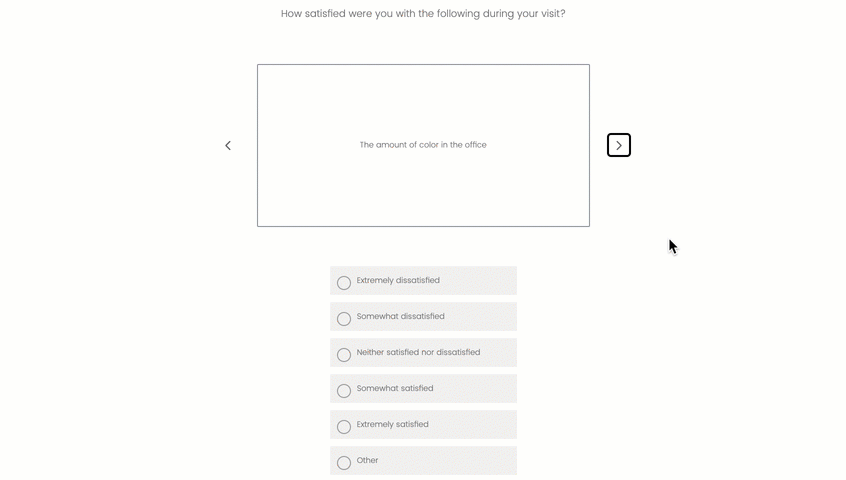 How satisfied were you with the following during your visit?
The amount of color in the office
Extremely dissatisfied
Somewhat dissatisfied
Neither satisfied nor dissatisfied
Somewhat satisfied
Extremely satisfied
Other